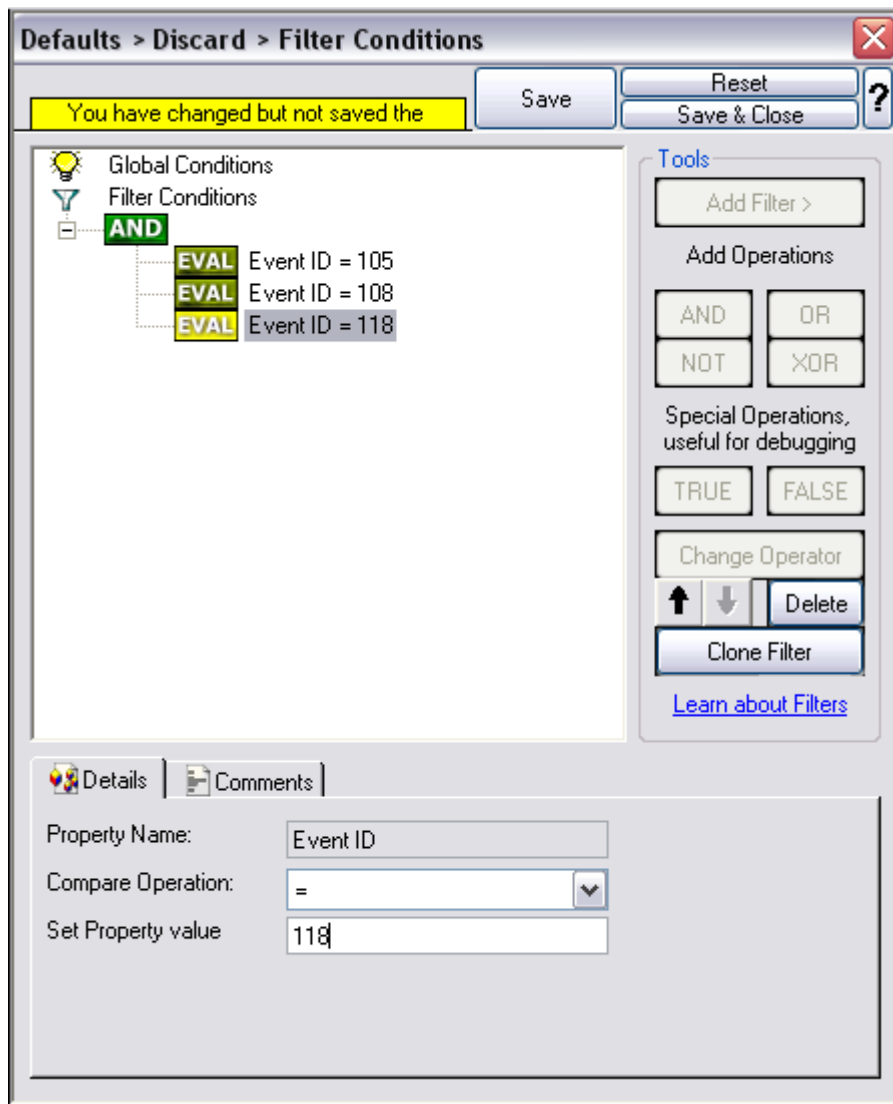 Defaults > Discard > Filter Conditions
You have changed but not saved the
Save
Reset
Save & Close
?
Global Conditions
Filter Conditions
AND
EVAL Event ID = 105
EVAL Event ID = 108
EVAL Event ID = 118
Tools
Add Filter >
Add Operations
AND OR
NOT XOR
Special Operations,
useful for debugging
TRUE FALSE
Change Operator
Delete
Clone Filter
Learn about Filters
Details Comments
Property Name: Event ID
Compare Operation: =
Set Property value 118